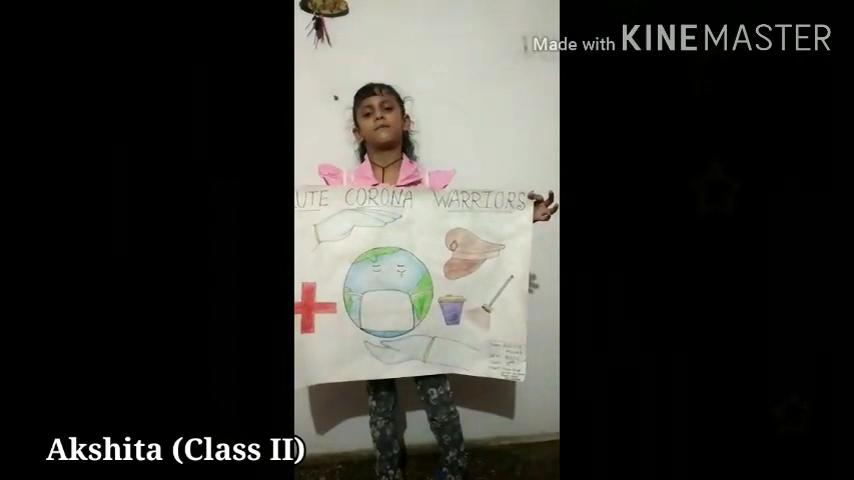 Made with KINEMASTER
UTE CORONA WARRIORS
Akshita (Class II)